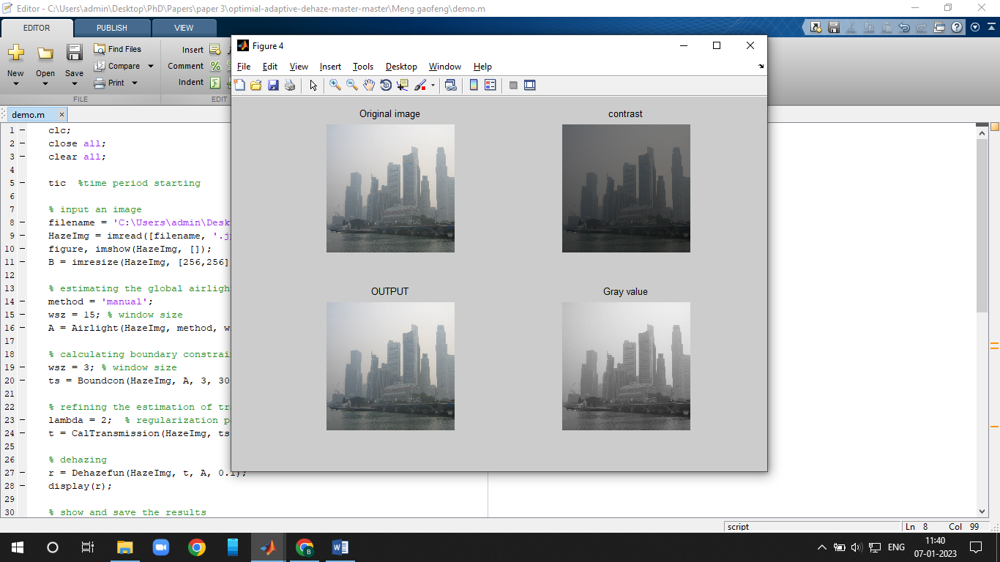 Editor - C:\Users\admin\Desktop\PhD\Papers\paper 3\optimial-adaptive-dehaze-master-master\Meng gaofeng\demo.m
EDITOR PUBLISH VIEW
New Open Save
Find Files
Compare
Print
FILE
Insert
Comment
Indent
EDIT
demo.m ×
1 clc;
2 close all;
3 clear all;
4
5 tic %time period starting
6
7 % input an image
8 filename = 'C:\Users\admin\Desk
9 HazeImg = imread([filename, '.j
10 figure, imshow(HazeImg, []);
11 B = imresize(HazeImg, [256,256]
12
13 % estimating the global airligh
14 method = 'manual';
15 wsz = 15; % window size
16 A = Airlight(HazeImg, method, w
17
18 % calculating boundary constrai
19 wsz = 3; % window size
20 ts = Boundcon(HazeImg, A, 3, 30
21
22 % refining the estimation of tr
23 lambda = 2; % regularization p
24 t = CalTransmission(HazeImg, ts
25
26 % dehazing
27 r = Dehazefun(HazeImg, t, A, 0.
28 display(r);
29
30 % show and save the results
Figure 4
File Edit View Insert Tools Desktop Window Help
Original image
contrast
OUTPUT
Gray value
script
Ln 8 Col 99
ENG
11:40
07-01-2023